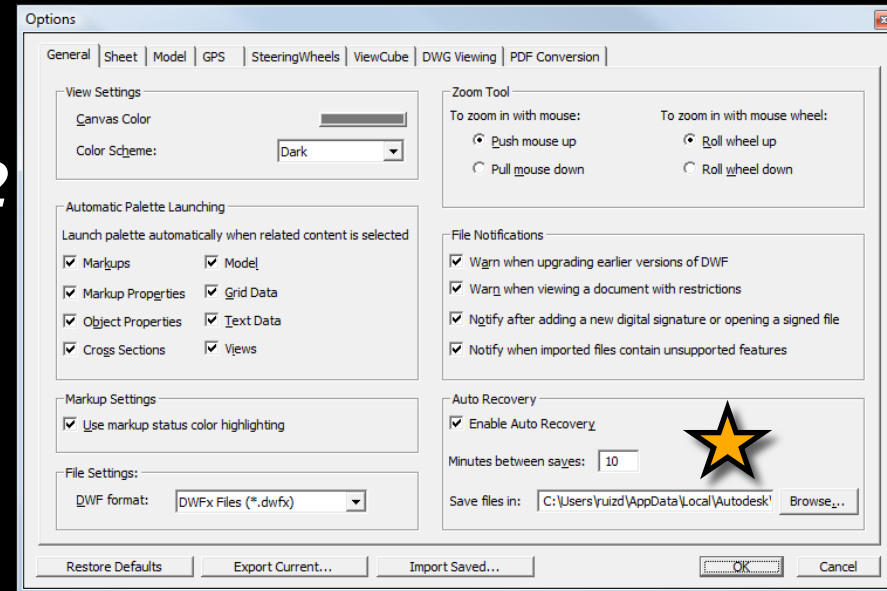 Options
General Sheet Model GPS SteeringWheels ViewCube DWG Viewing PDF Conversion
View Settings
Canvas Color
Color Scheme: Dark
Automatic Palette Launching
Launch palette automatically when related content is selected
Markups Model
Markup Properties Grid Data
Object Properties Text Data
Cross Sections Views
Markup Settings
Use markup status color highlighting
File Settings:
DWF format: DWFx Files (*.dwfx)
Zoom Tool
To zoom in with mouse: To zoom in with mouse wheel:
Push mouse up Roll wheel up
Pull mouse down Roll wheel down
File Notifications
Warn when upgrading earlier versions of DWF
Warn when viewing a document with restrictions
Notify after adding a new digital signature or opening a signed file
Notify when imported files contain unsupported features
Auto Recovery
Enable Auto Recovery
Minutes between saves: 10
Save files in: C:\Users\ruizd\AppData\Local\Autodesk\ Browse...
Restore Defaults Export Current... Import Saved... OK Cancel